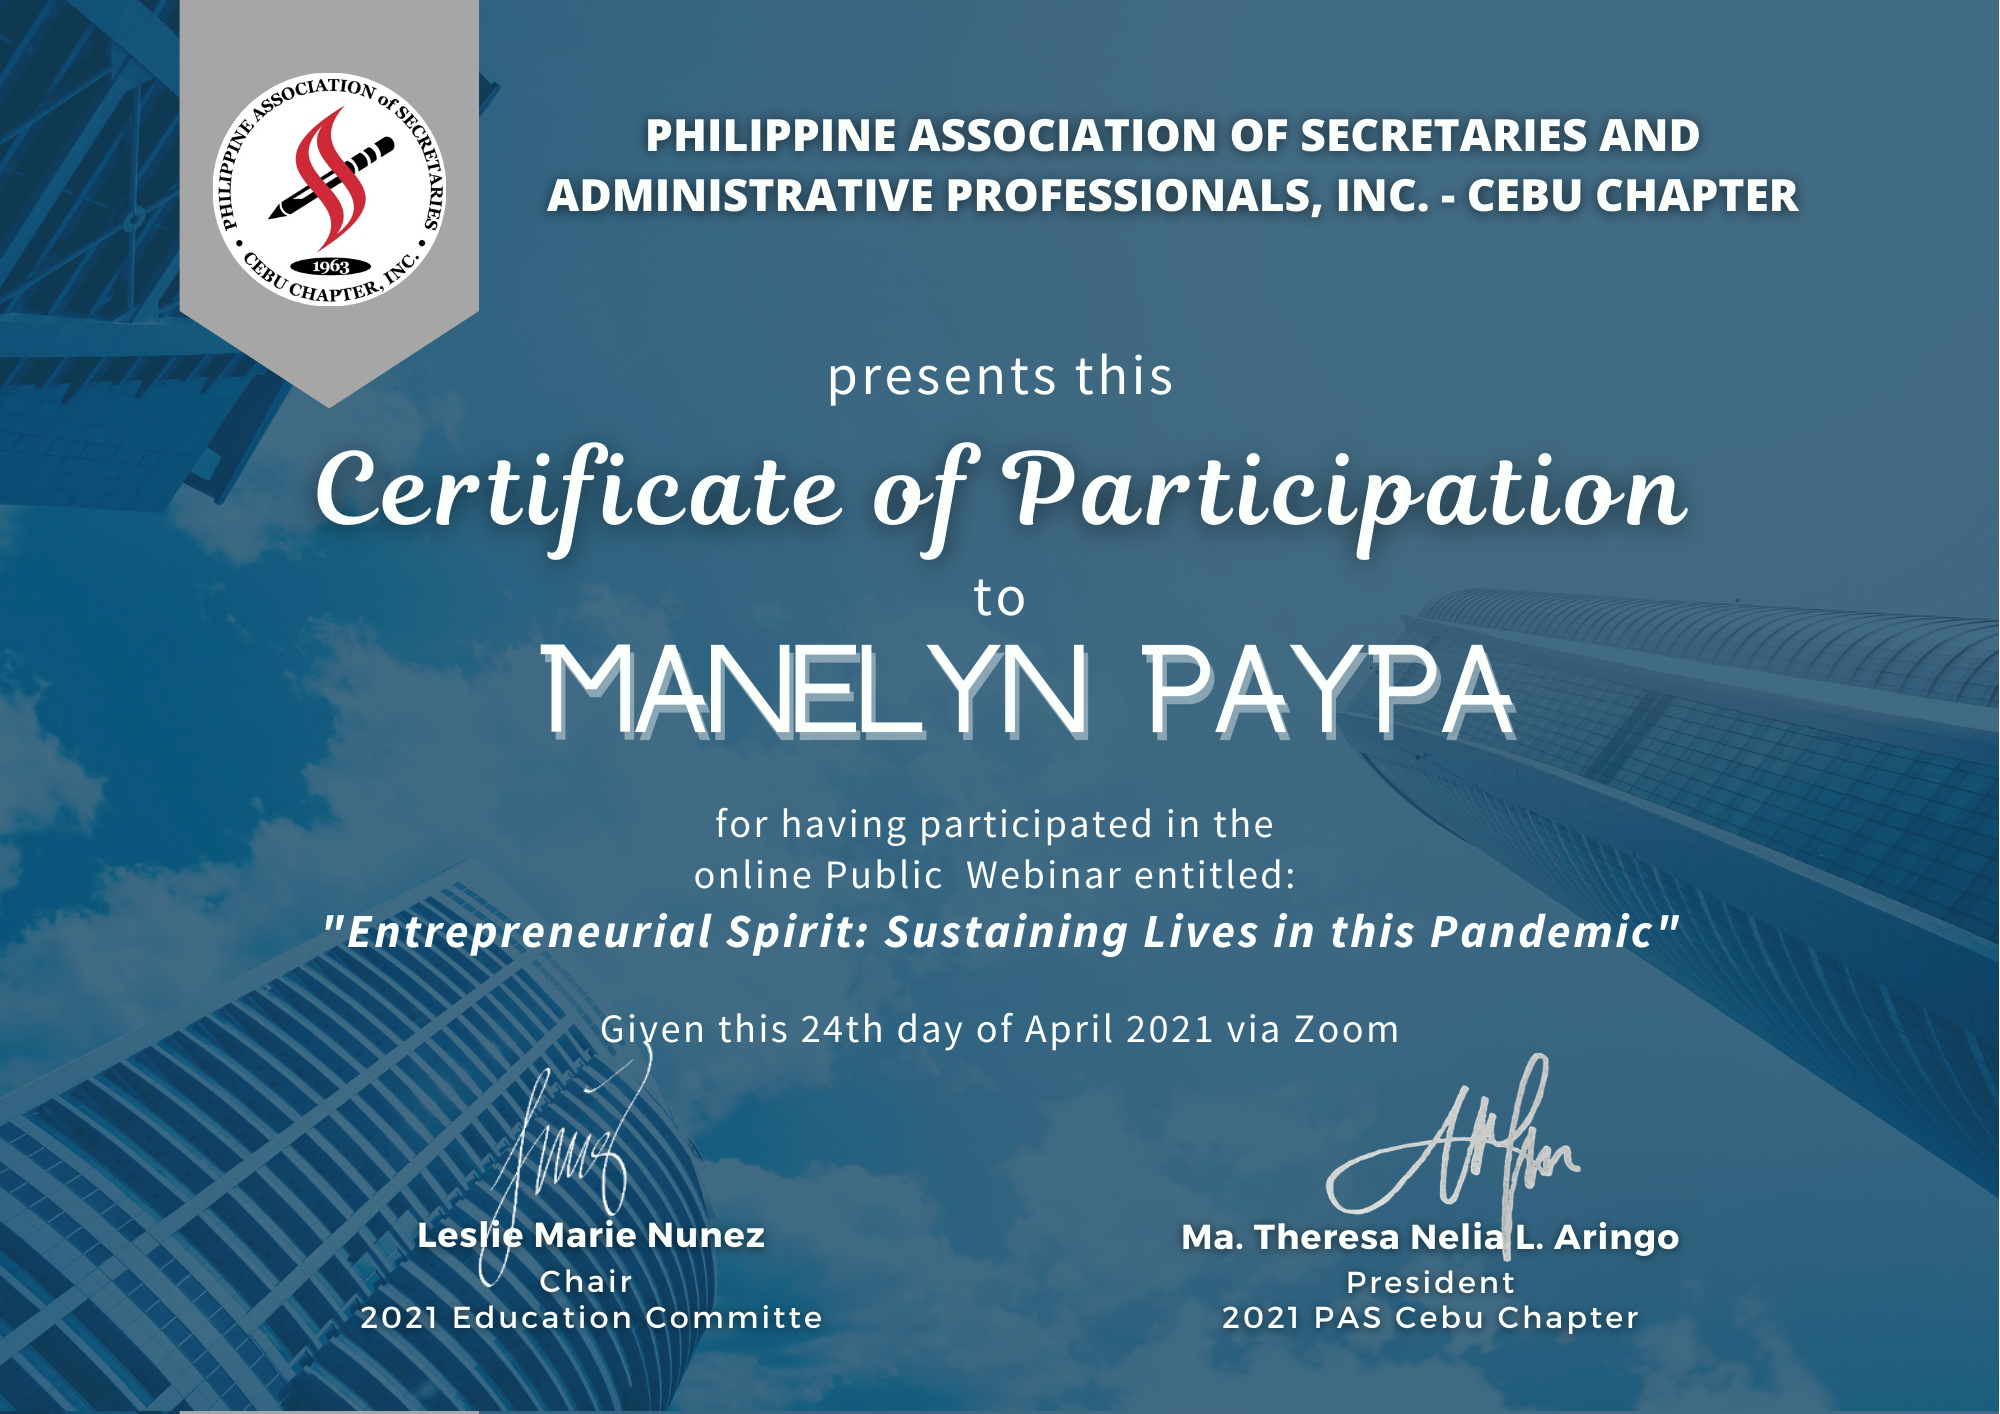 PHILIPPINE ASSOCIATION of SECRETARIES
• CEBU CHAPTER, INC. •
1963
PHILIPPINE ASSOCIATION OF SECRETARIES AND
ADMINISTRATIVE PROFESSIONALS, INC. - CEBU CHAPTER
presents this
Certificate of Participation
to
MANELYN PAYPA
for having participated in the
online Public Webinar entitled:
"Entrepreneurial Spirit: Sustaining Lives in this Pandemic"
Given this 24th day of April 2021 via Zoom
Leslie Marie Nunez
Chair
2021 Education Committe
Ma. Theresa Nelia L. Aringo
President
2021 PAS Cebu Chapter